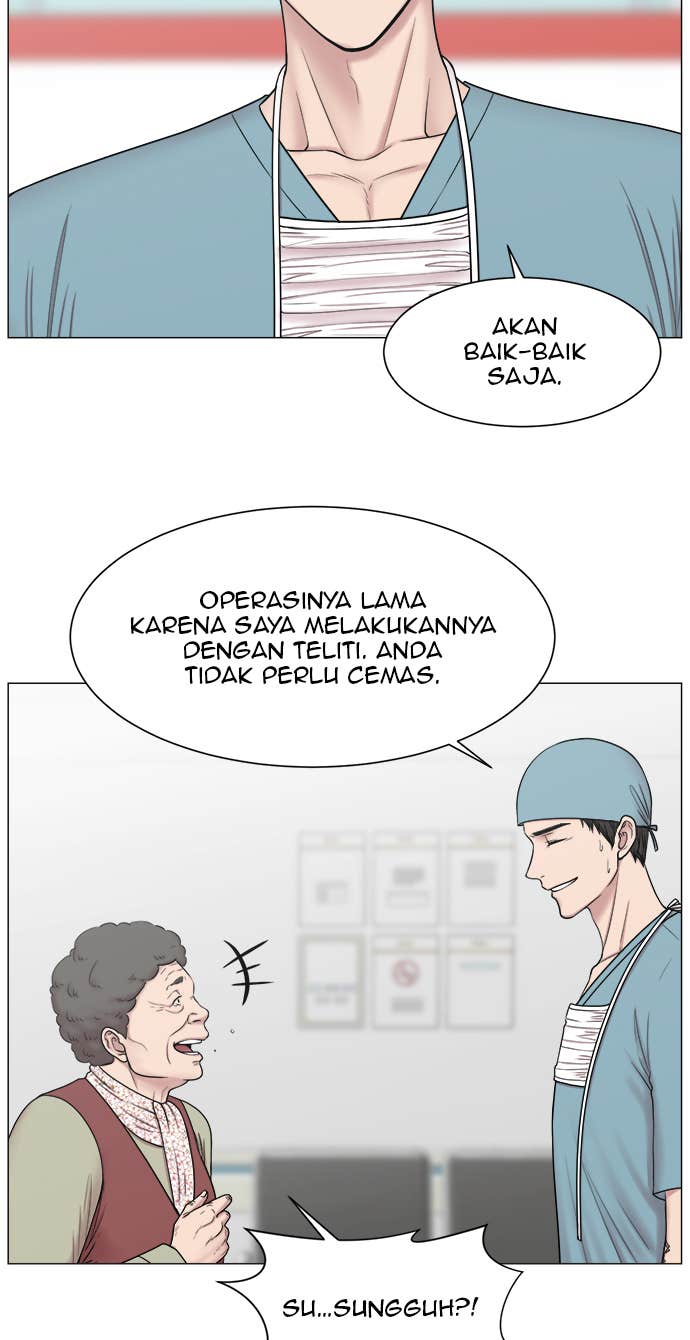 AKAN
BAIK-BAIK
SAJA.
OPERASINYA LAMA
KARENA SAYA MELAKUKANNYA
DENGAN TELITI. ANDA
TIDAK PERLU CEMAS.
SU...SUNGGUH?!